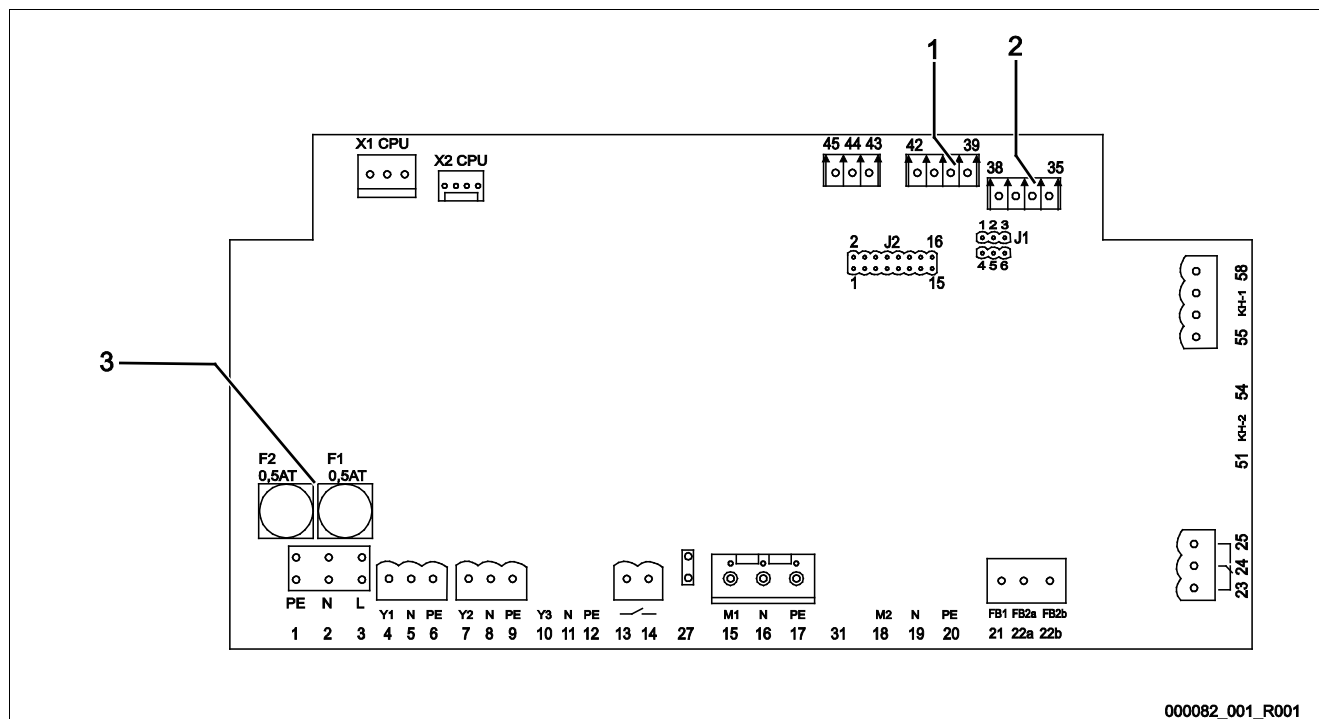 1 2
X1 CPU
X2 CPU
45 44 43
42 39
38 35
1 2 3
J1
4 5 6
2 J2 16
1 15
58
KH-1
55
54
KH-2
51
3
F2 F1
0,5AT 0,5AT
25
24
23
PE N L
Y1 N PE Y2 N PE Y3 N PE M1 N PE M2 N PE FB1 FB2a FB2b
1 2 3 4 5 6 7 8 9 10 11 12 13 14 27 15 16 17 31 18 19 20 21 22a 22b
000082_001_R001